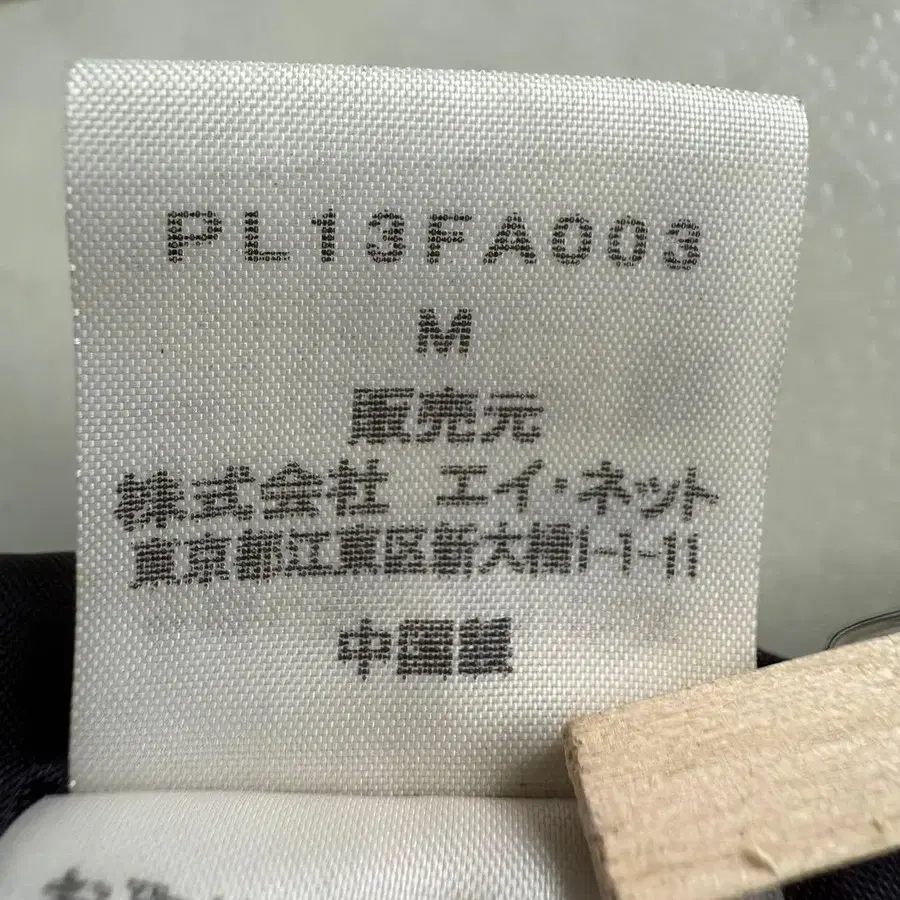 PL13FA003
M
販売元
株式会社 エイ・ネット
東京都江東区新大橋1-1-11
中国製